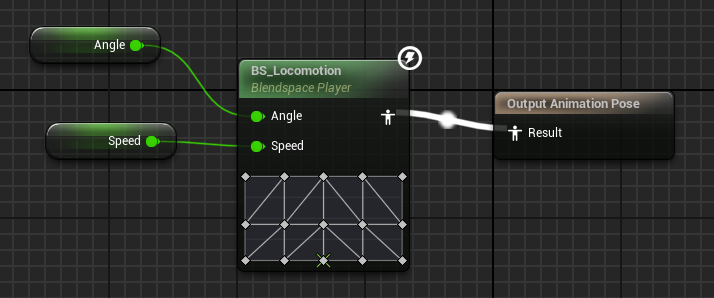 Angle
Speed
BS_Locomotion
Blendspace Player
Angle
Speed
Output Animation Pose
Result